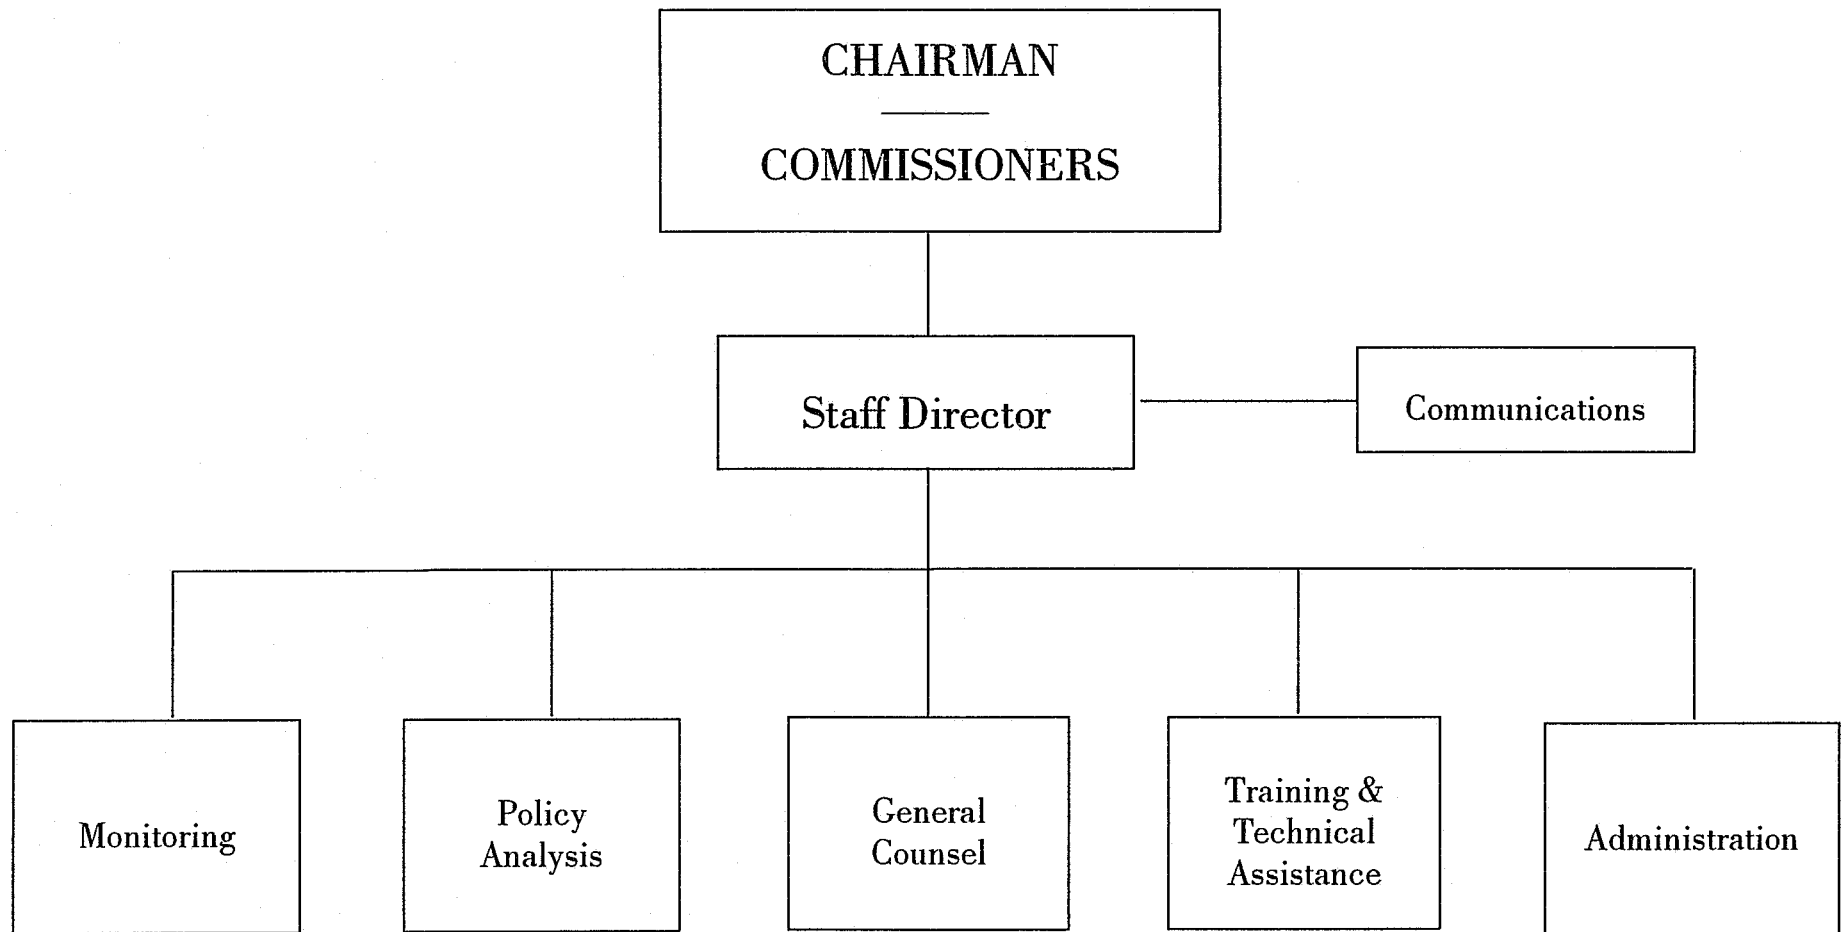 CHAIRMAN
COMMISSIONERS
Staff Director
Communications
Monitoring
Policy
Analysis
General
Counsel
Training &
Technical
Assistance
Administration